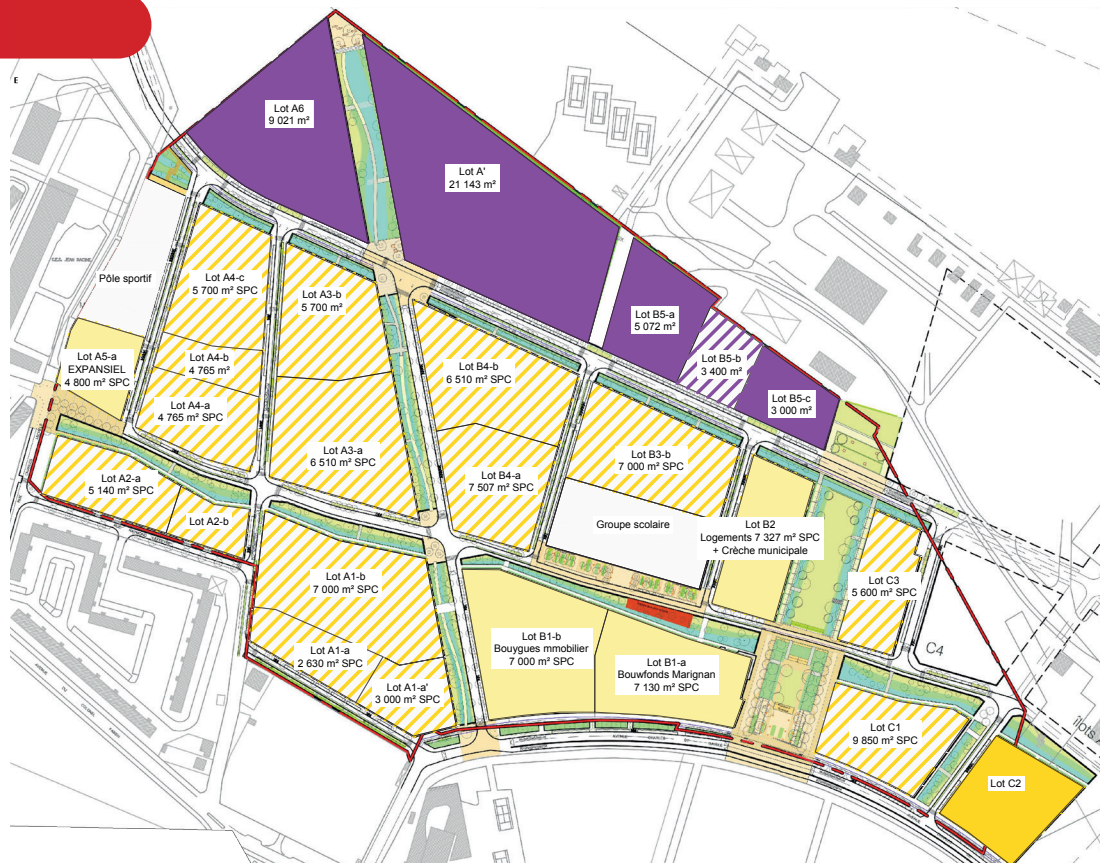 E
Lot A6
9 021 m²
Lot A'
21 143 m²
Pôle sportif
Lot A4-c
5 700 m² SPC
Lot A3-b
5 700 m²
Lot B5-a
5 072 m²
Lot B5-b
3 400 m²
Lot B5-c
3 000 m²
Lot A5-a
EXPANSIEL
4 800 m² SPC
Lot A4-b
4 765 m²
Lot A4-a
4 765 m² SPC
Lot B4-b
6 510 m² SPC
Lot A3-a
6 510 m² SPC
Lot B4-a
7 507 m² SPC
Lot B3-b
7 000 m² SPC
Lot A2-a
5 140 m² SPC
Lot A2-b
Groupe scolaire
Lot B2
Logements 7 327 m² SPC
+ Crèche municipale
Lot A1-b
7 000 m² SPC
Lot C3
5 600 m² SPC
C4
Lot A1-a
2 630 m² SPC
Lot A1-a'
3 000 m² SPC
Lot B1-b
Bouygues mmobilier
7 000 m² SPC
Lot B1-a
Bouwfonds Marignan
7 130 m² SPC
Lot C1
9 850 m² SPC
Lot C2
îlots